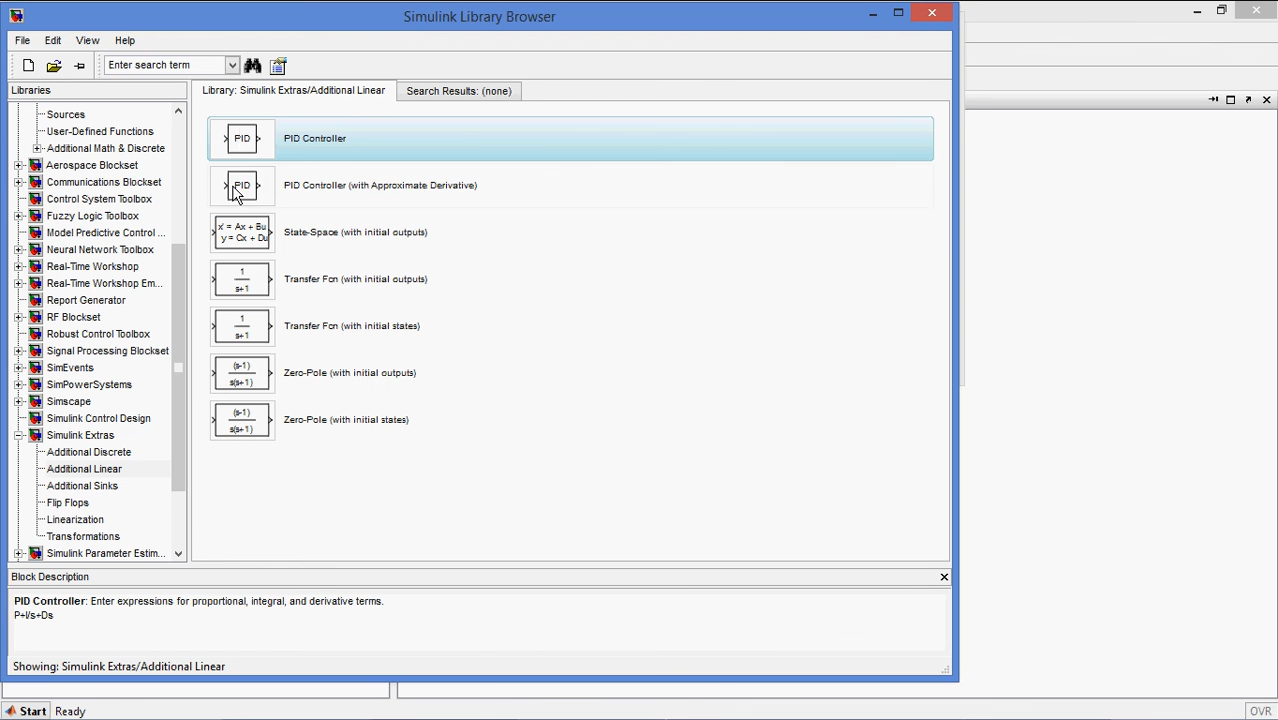 Simulink Library Browser
File Edit View Help
Enter search term
Libraries
Library: Simulink Extras/Additional Linear
Search Results: (none)
Sources
User-Defined Functions
Additional Math & Discrete
Aerospace Blockset
Communications Blockset
Control System Toolbox
Fuzzy Logic Toolbox
Model Predictive Control ...
Neural Network Toolbox
Real-Time Workshop
Real-Time Workshop Em...
Report Generator
RF Blockset
Robust Control Toolbox
Signal Processing Blockset
SimEvents
SimPowerSystems
Simscape
Simulink Control Design
Simulink Extras
Additional Discrete
Additional Linear
Additional Sinks
Flip Flops
Linearization
Transformations
Simulink Parameter Estim...
PID
PID Controller
PID
PID Controller (with Approximate Derivative)
x' = Ax + Bu
y = Cx + Du
State-Space (with initial outputs)
1
s+1
Transfer Fcn (with initial outputs)
1
s+1
Transfer Fcn (with initial states)
(s-1)
s(s+1)
Zero-Pole (with initial outputs)
(s-1)
s(s+1)
Zero-Pole (with initial states)
Block Description
PID Controller: Enter expressions for proportional, integral, and derivative terms.
P+I/s+Ds
Showing: Simulink Extras/Additional Linear
Start Ready
OVR